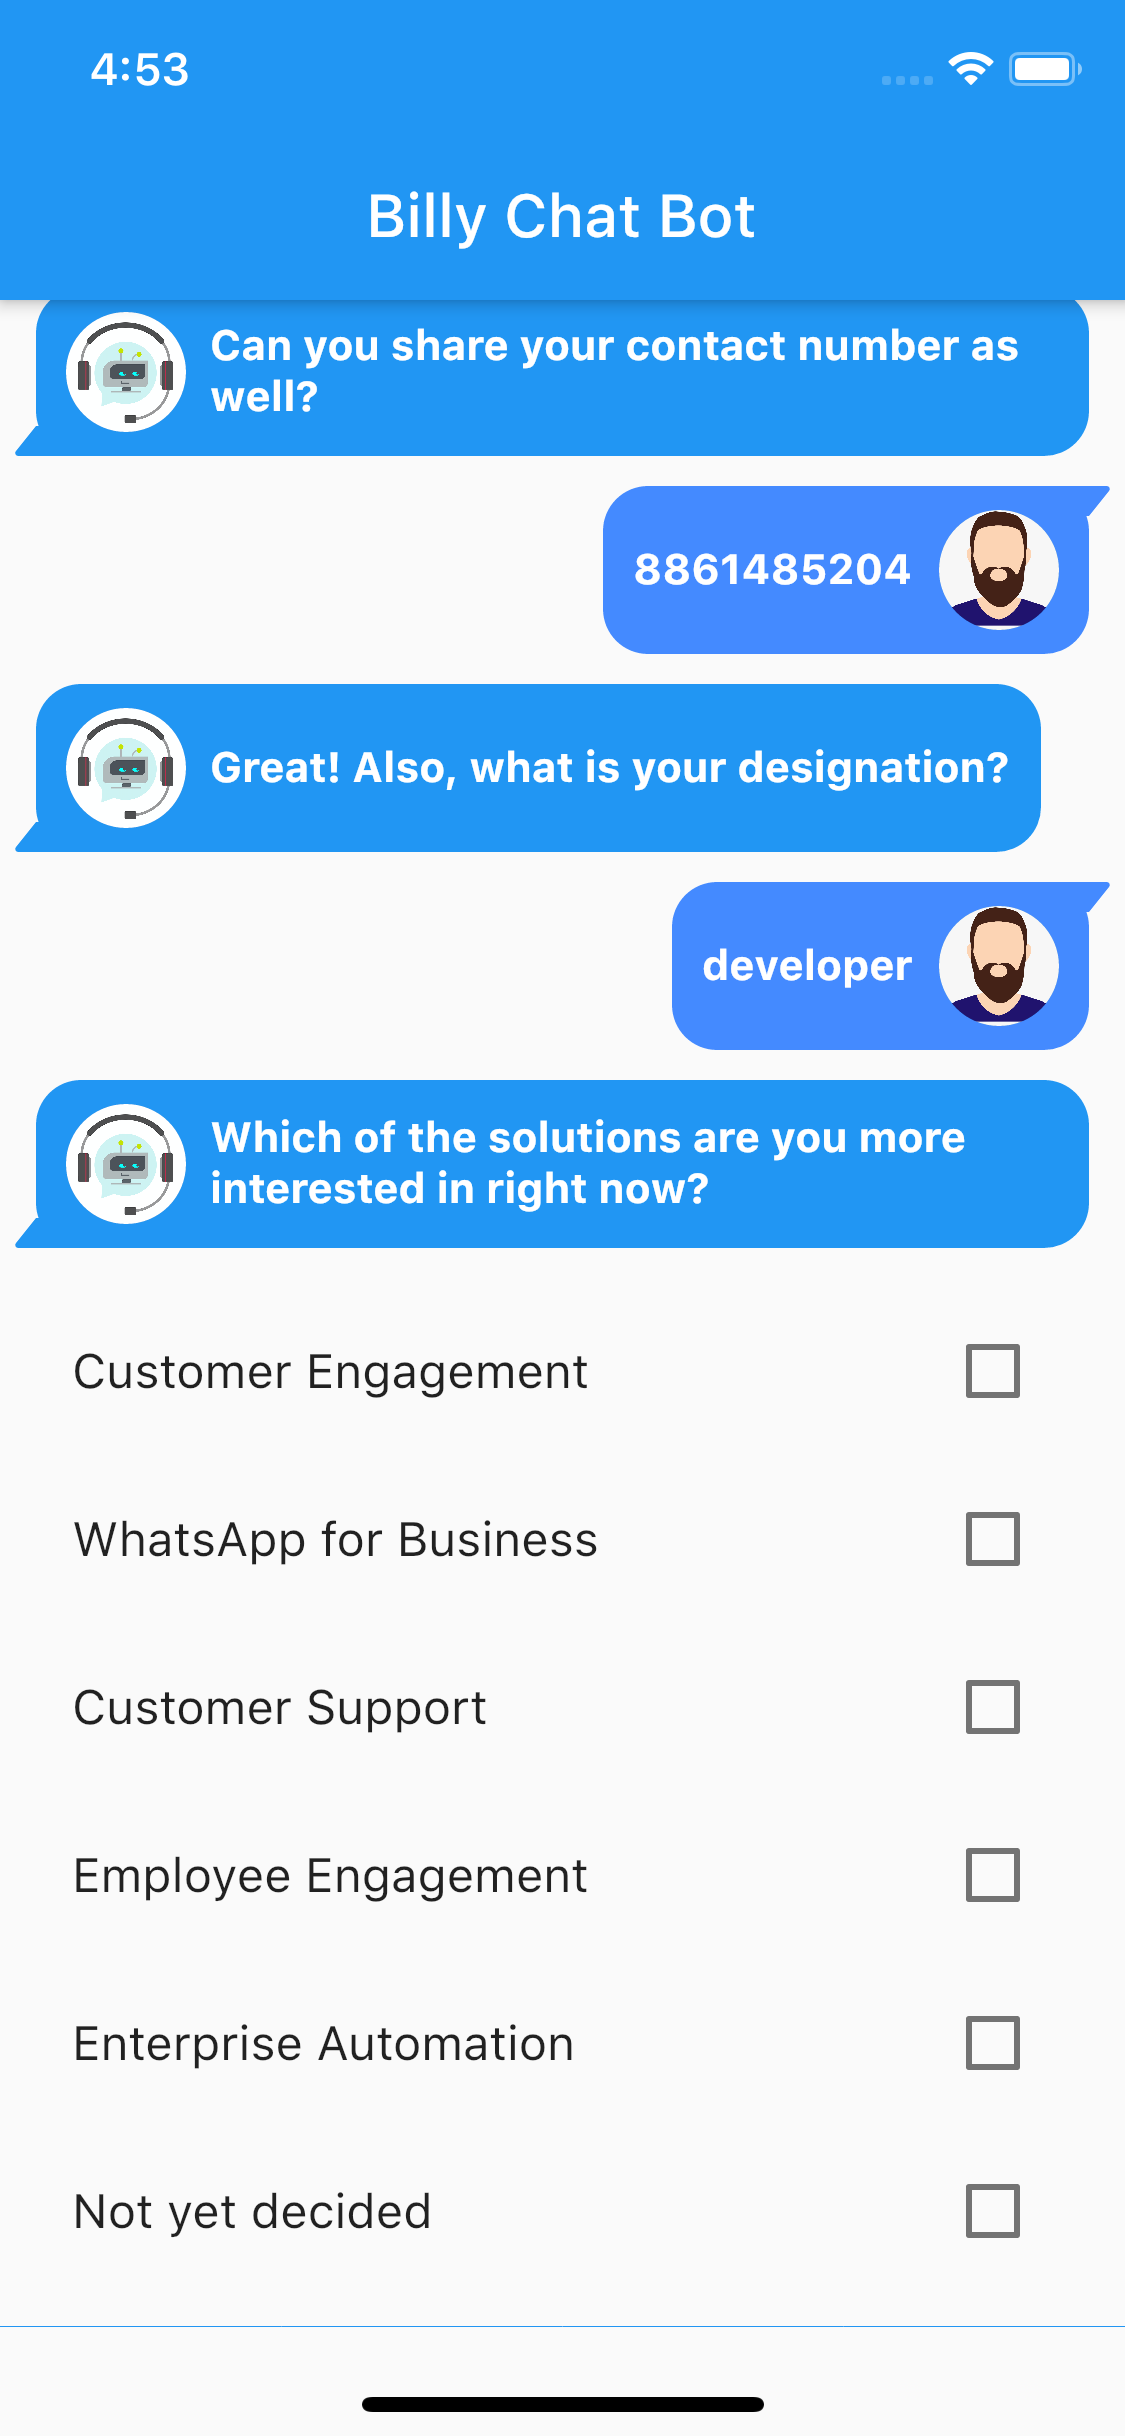 4:53
Billy Chat Bot
Can you share your contact number as
well?
8861485204
Great! Also, what is your designation?
developer
Which of the solutions are you more
interested in right now?
Customer Engagement
WhatsApp for Business
Customer Support
Employee Engagement
Enterprise Automation
Not yet decided